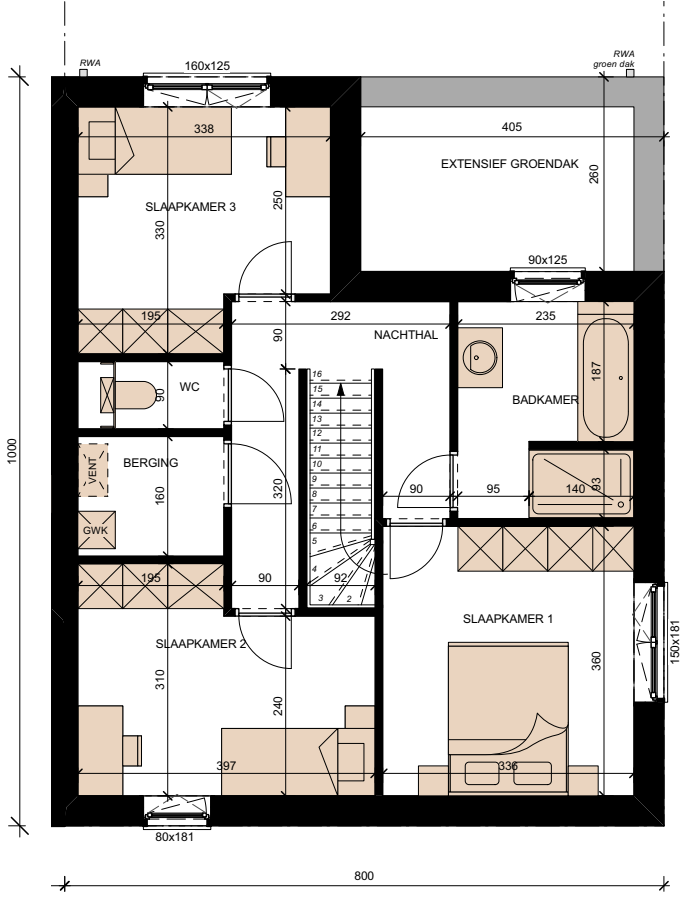 RWA
160x125
RWA
groen dak
338
405
EXTENSIEF GROENDAK
260
250
SLAAPKAMER 3
330
90x125
195
292
235
90
NACHTHAL
16
15
14
13
12
11
10
9
8
7
6
5
4
3
2
WC
90
187
BADKAMER
1000
BERGING
VENT
160
320
GWK
90
95
140
93
195
90
92
SLAAPKAMER 1
SLAAPKAMER 2
310
360
150x181
240
397
336
80x181
800